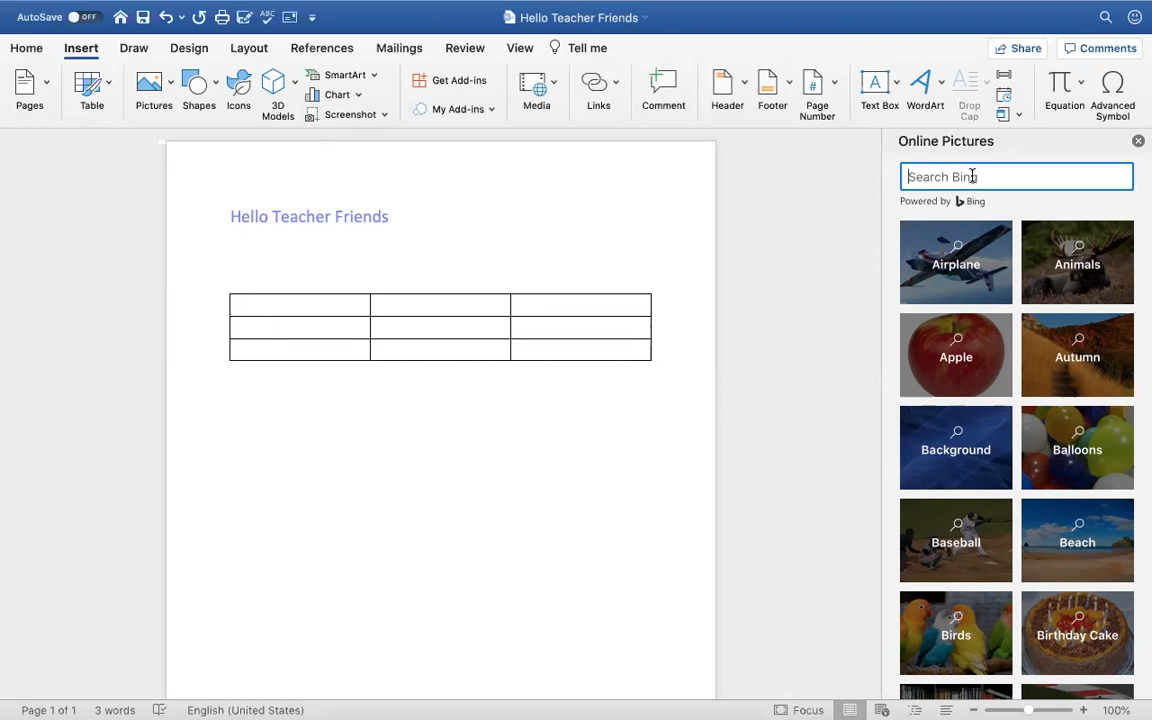 AutoSave OFF Hello Teacher Friends
Home Insert Draw Design Layout References Mailings Review View Tell me Share Comments
Pages Table Pictures Shapes Icons 3D Models SmartArt Chart Screenshot Get Add-ins My Add-ins Media Links Comment Header Footer Page Number Text Box WordArt Drop Cap Equation Advanced Symbol
Online Pictures
Search Bing
Powered by Bing
Hello Teacher Friends
Airplane Animals
Apple Autumn
Background Balloons
Baseball Beach
Birds Birthday Cake
Page 1 of 1 3 words English (United States) Focus 100%